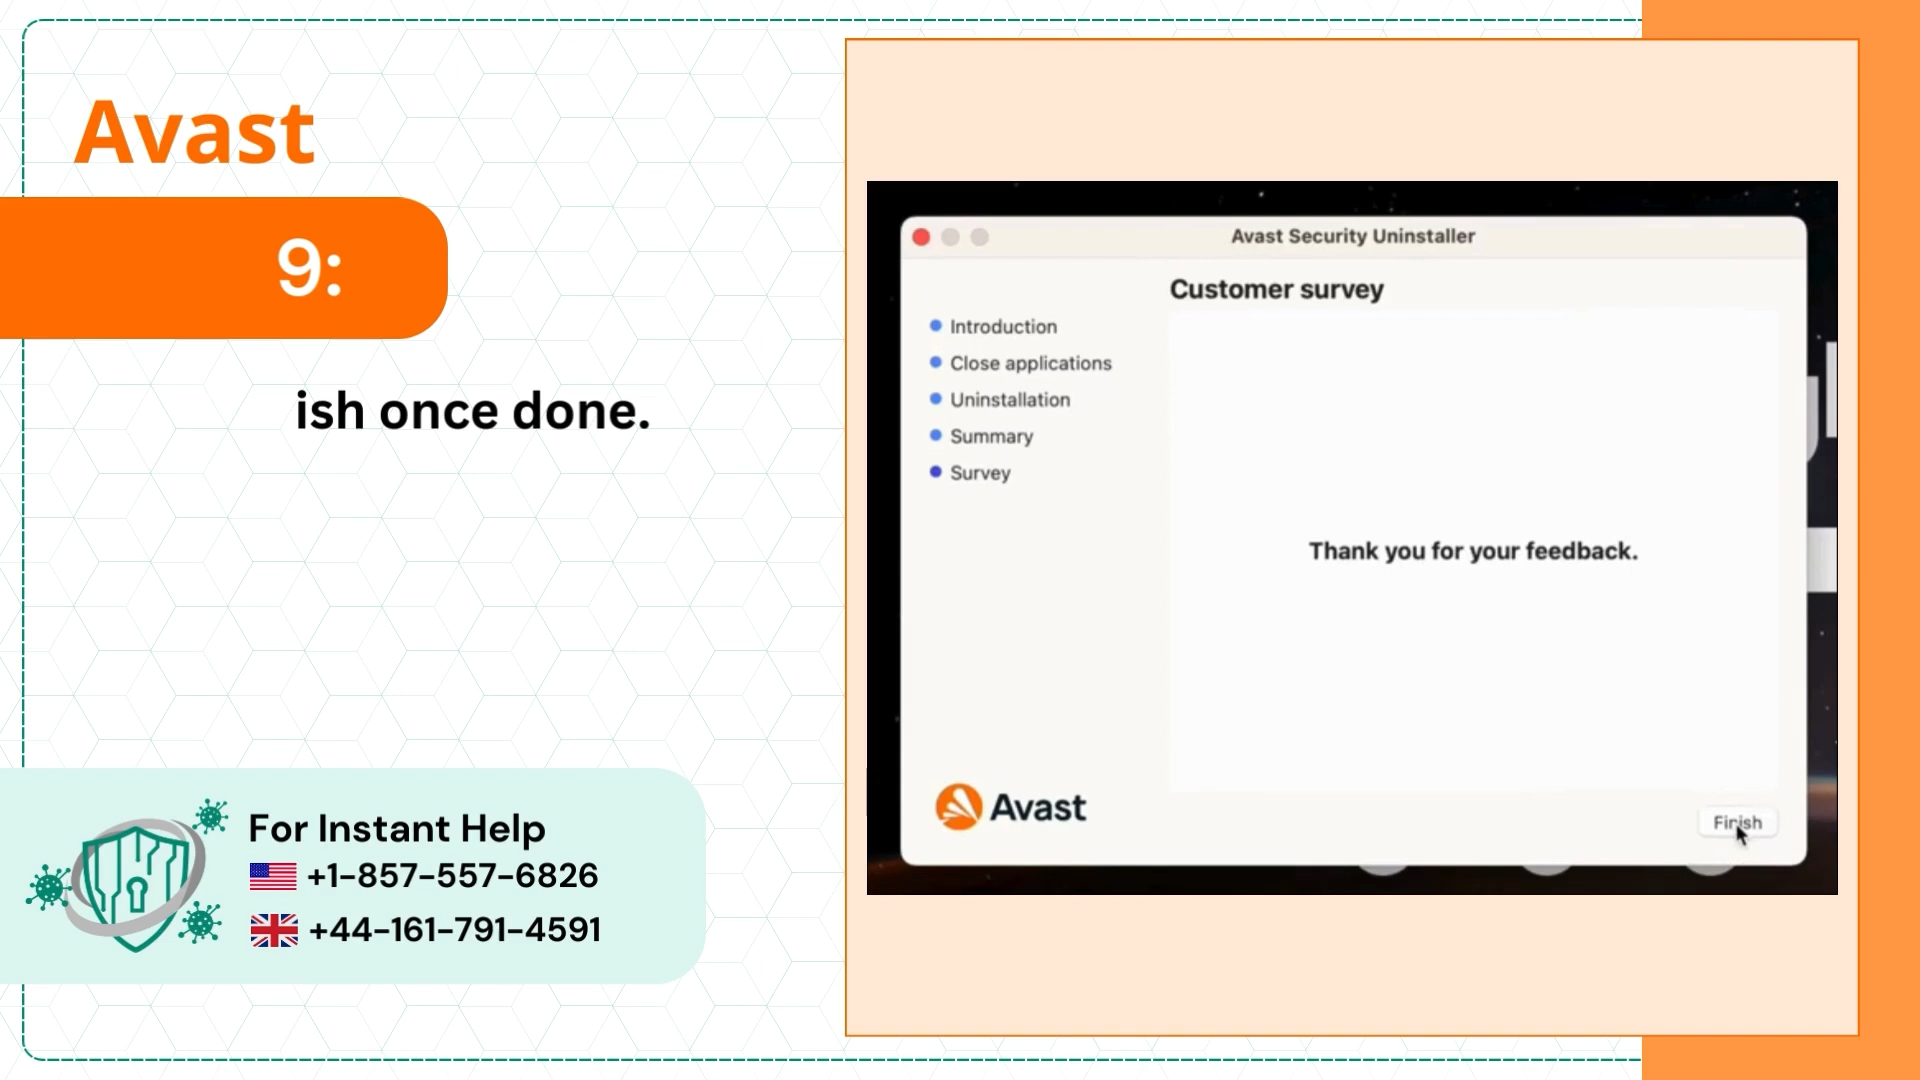 Avast
9:
ish once done.
For Instant Help
+1-857-557-6826
+44-161-791-4591
Avast Security Uninstaller
Customer survey
Introduction
Close applications
Uninstallation
Summary
Survey
Thank you for your feedback.
Avast
Finish